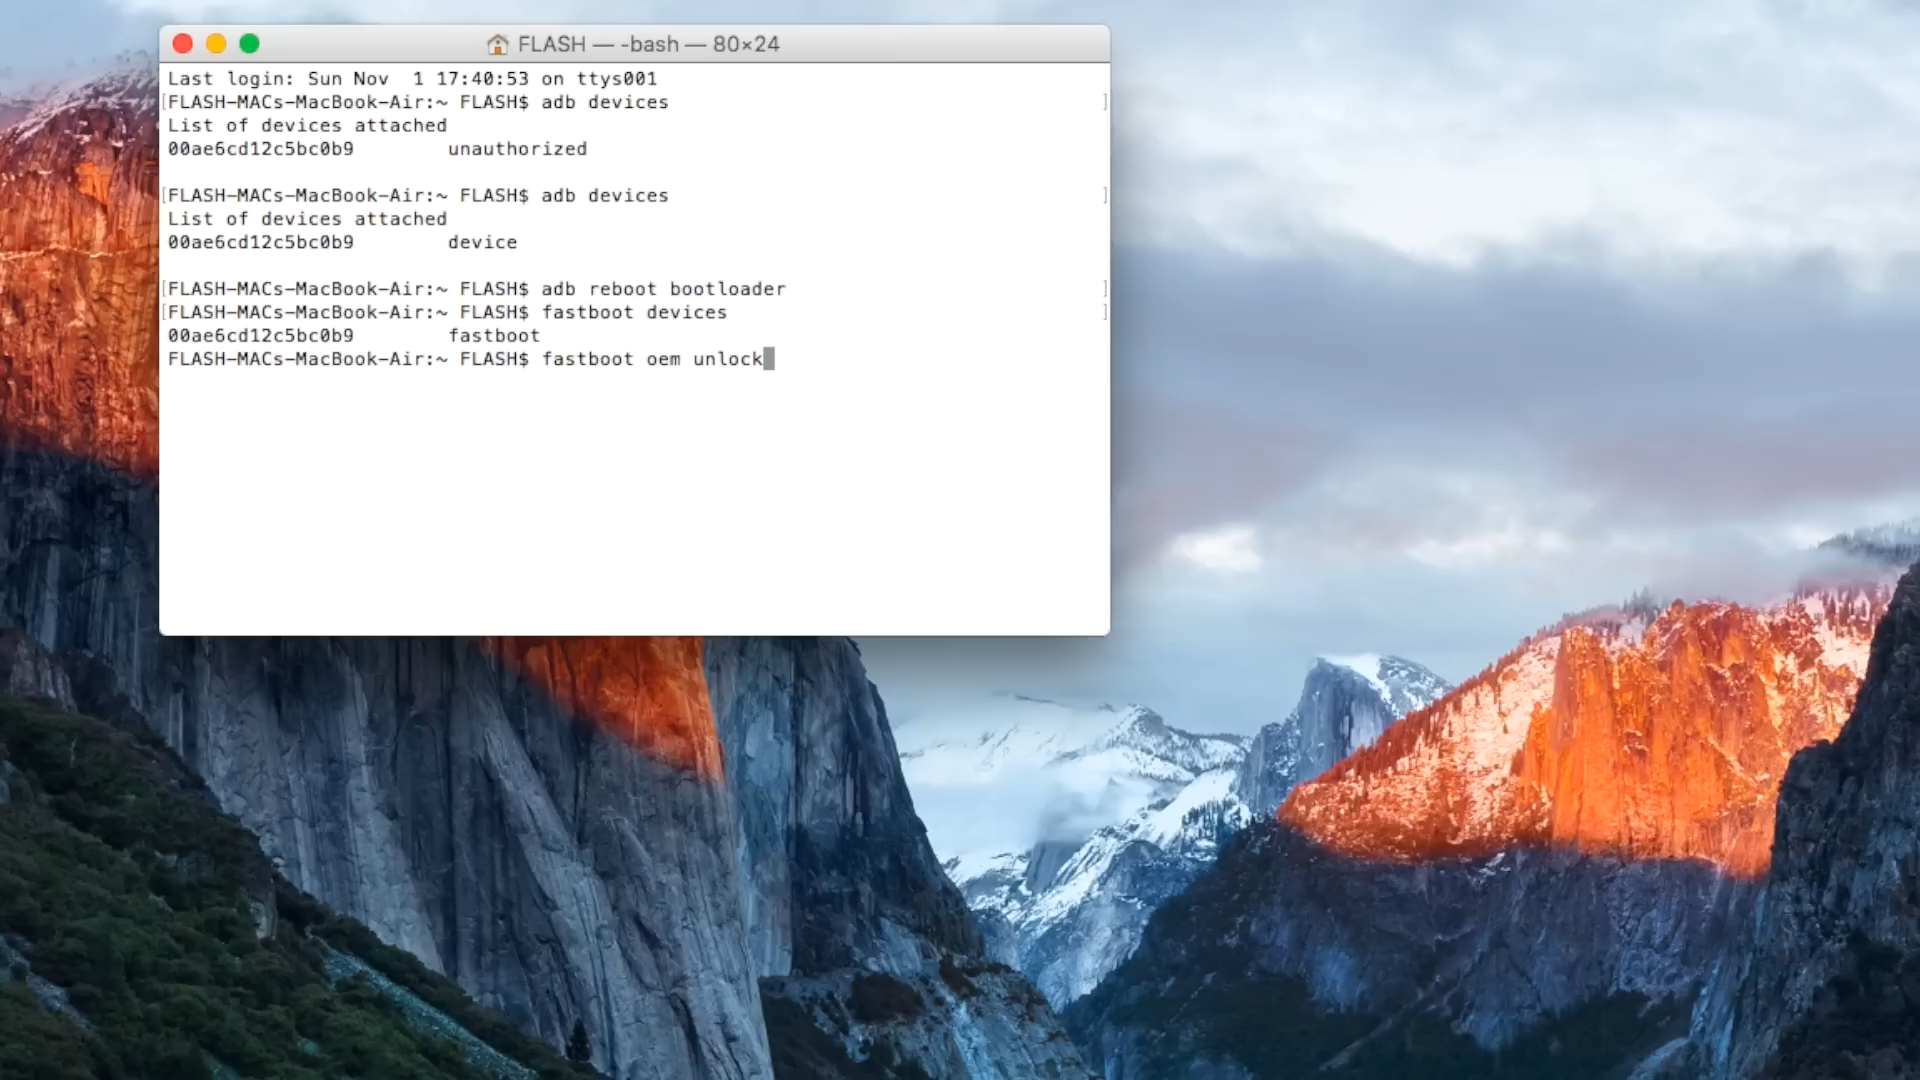 FLASH — -bash — 80×24
Last login: Sun Nov  1 17:40:53 on ttys001
[FLASH-MACs-MacBook-Air:~ FLASH$ adb devices ]
List of devices attached
00ae6cd12c5bc0b9        unauthorized
[FLASH-MACs-MacBook-Air:~ FLASH$ adb devices ]
List of devices attached
00ae6cd12c5bc0b9        device
[FLASH-MACs-MacBook-Air:~ FLASH$ adb reboot bootloader ]
[FLASH-MACs-MacBook-Air:~ FLASH$ fastboot devices ]
00ae6cd12c5bc0b9        fastboot
FLASH-MACs-MacBook-Air:~ FLASH$ fastboot oem unlock